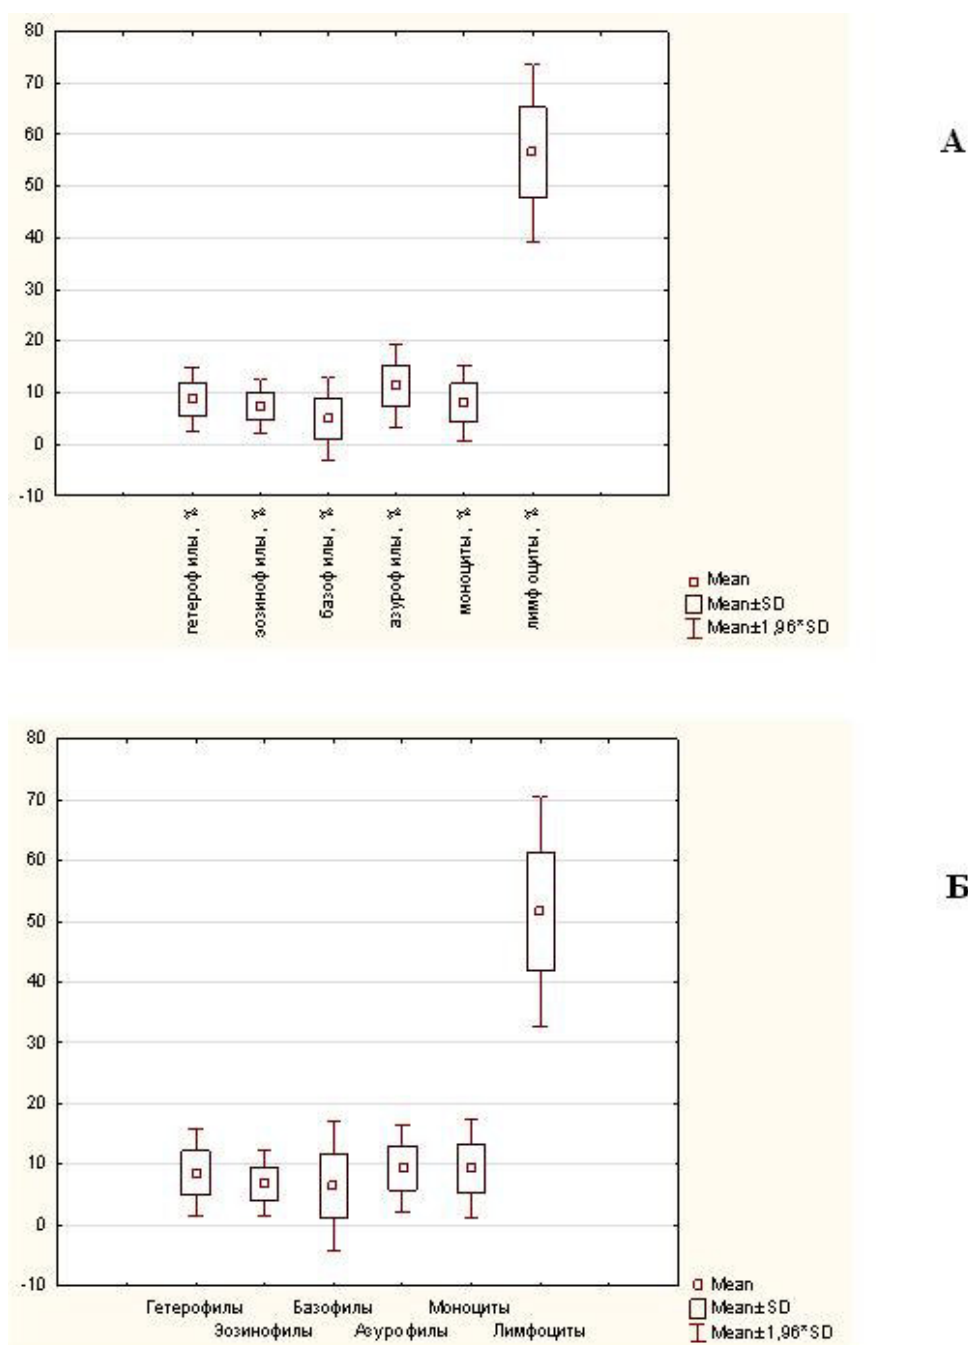 80
70
60
50
40
30
20
10
0
-10
гетерофилы, %
эозинофилы, %
базофилы, %
азурофилы, %
моноциты, %
лимфоциты, %
Mean
Mean±SD
Mean±1,96*SD
А
80
70
60
50
40
30
20
10
0
-10
Гетерофилы Базофилы Моноциты
Эозинофилы Азурофилы Лимфоциты
Mean
Mean±SD
Mean±1,96*SD
Б